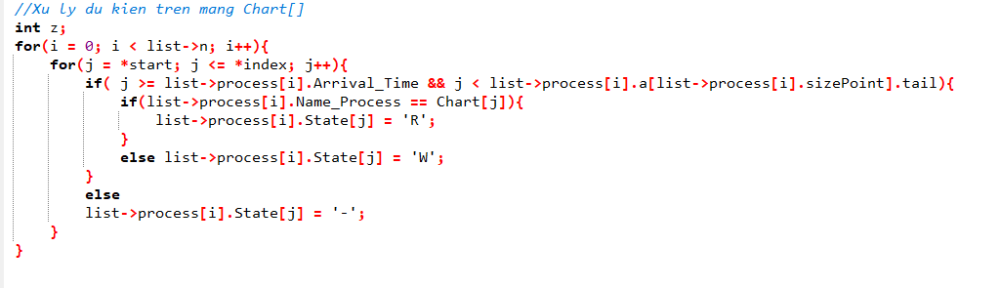 //Xu ly du kien tren mang Chart[]
int z;
for(i = 0; i < list->n; i++){
for(j = *start; j <= *index; j++){
if( j >= list->process[i].Arrival_Time && j < list->process[i].a[list->process[i].sizePoint].tail){
if(list->process[i].Name_Process == Chart[j]){
list->process[i].State[j] = 'R';
}
else list->process[i].State[j] = 'W';
}
else
list->process[i].State[j] = '-';
}
}